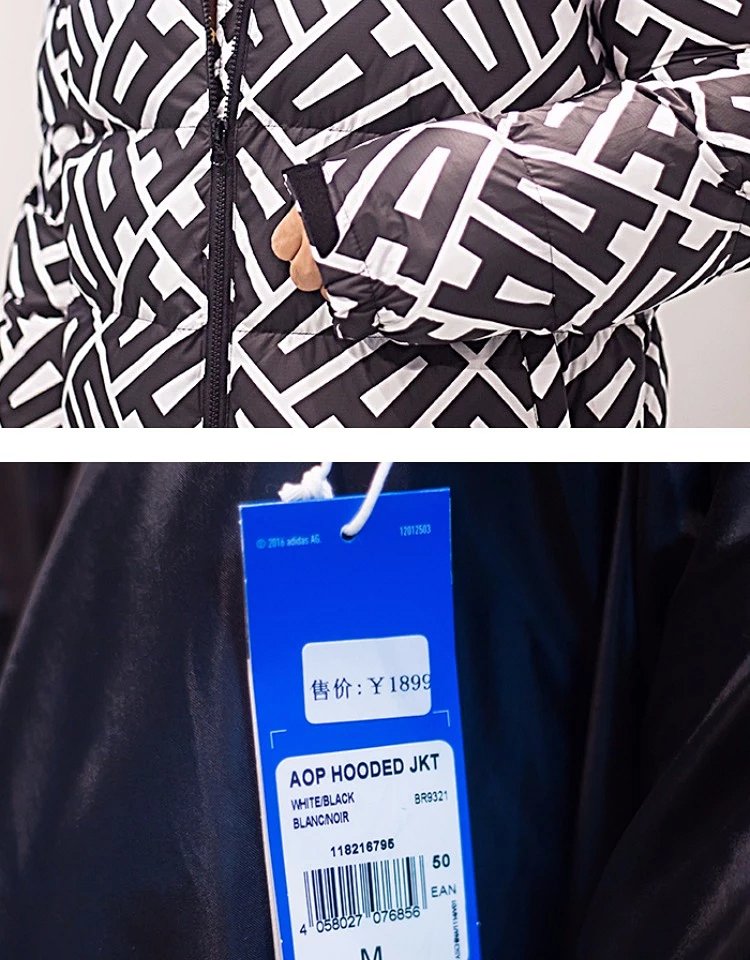 © 2016 adidas AG
12012503
售价:￥1899
AOP HOODED JKT
WHITE/BLACK
BR9321
BLANC/NOIR
118216795
50
EAN
4 058027 076856
M